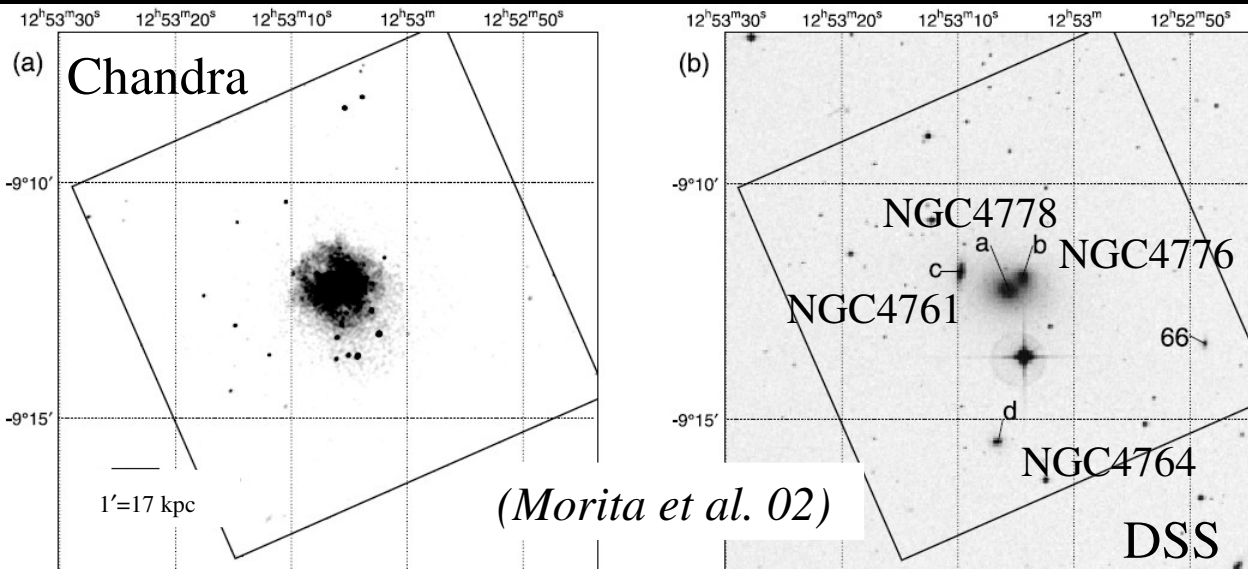 12ʰ53ᵐ30ˢ 12ʰ53ᵐ20ˢ 12ʰ53ᵐ10ˢ 12ʰ53ᵐ 12ʰ52ᵐ50ˢ
(a)
Chandra
-9°10'
-9°15'
1′=17 kpc
12ʰ53ᵐ30ˢ 12ʰ53ᵐ20ˢ 12ʰ53ᵐ10ˢ 12ʰ53ᵐ 12ʰ52ᵐ50ˢ
(b)
-9°10'
NGC4778
a b NGC4776
c
NGC4761
66
-9°15'
d
NGC4764
DSS
(Morita et al. 02)